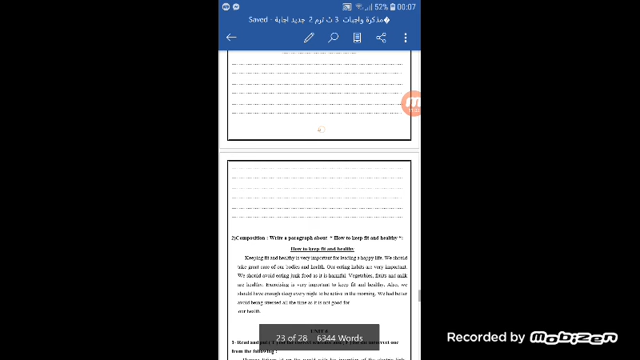 52% 00:07
مذكرة واجبات 3 ث ترم 2 جديد اجابة - Saved
2)Composition : Write a paragraph about " How to keep fit and healthy ":
How to keep fit and healthy
Keeping fit and healthy is very important for leading a happy life. We should
take great care of our bodies and health. Our eating habits are very important.
We should avoid eating junk food as it is harmful. Vegetables, fruits and milk
are healthy. Exercising is very important to keep fit and healthy. Also, we
should have enough sleep every night to be active in the morning. We had better
avoid being stressed all the time as it is not good for
our health.
23 of 28 6344 Words
from the following :
Recorded by Mobizen